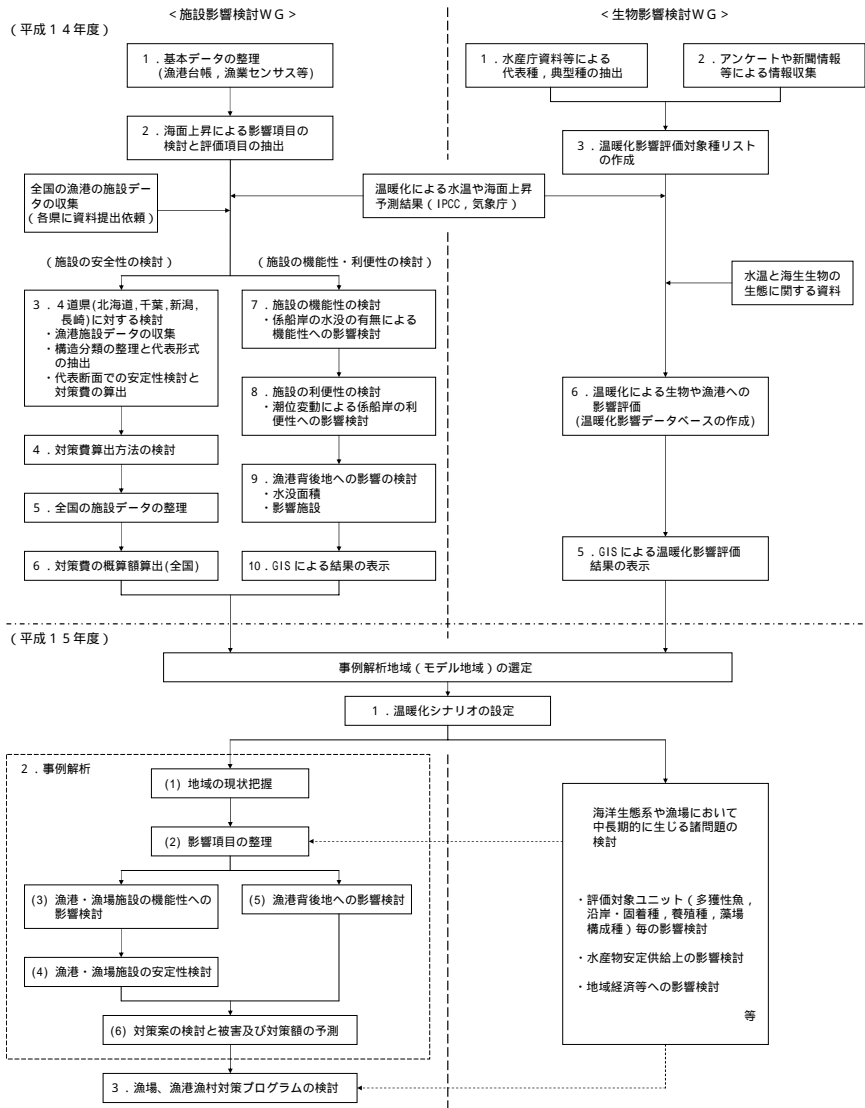 ＜施設影響検討ＷＧ＞
＜生物影響検討ＷＧ＞
（平成１４年度）
１．基本データの整理
(漁港台帳，漁業センサス等)
２．海面上昇による影響項目の
検討と評価項目の抽出
全国の漁港の施設デー
タの収集
(各県に資料提出依頼)
温暖化による水温や海面上昇
予測結果（IPCC，気象庁）
１．水産庁資料等による
代表種，典型種の抽出
２．アンケートや新聞情報
等による情報収集
３．温暖化影響評価対象種リスト
の作成
水温と海生生物の
生態に関する資料
（施設の安全性の検討）
（施設の機能性・利便性の検討）
３．４道県(北海道,千葉,新潟,
長崎)に対する検討
・漁港施設データの収集
・構造分類の整理と代表形式
の抽出
・代表断面での安定性検討と
対策費の算出
４．対策費算出方法の検討
５．全国の施設データの整理
６．対策費の概算額算出(全国)
７．施設の機能性の検討
・係船岸の水没の有無による
機能性への影響検討
８．施設の利便性の検討
・潮位変動による係船岸の利
便性への影響検討
９．漁港背後地への影響の検討
・水没面積
・影響施設
10．GISによる結果の表示
６．温暖化による生物や漁港への
影響評価
(温暖化影響データベースの作成)
５．GISによる温暖化影響評価
結果の表示
（平成１５年度）
事例解析地域（モデル地域）の選定
１．温暖化シナリオの設定
２．事例解析
(1) 地域の現状把握
(2) 影響項目の整理
(3) 漁港・漁場施設の機能性への
影響検討
(4) 漁港・漁場施設の安定性検討
(5) 漁港背後地への影響検討
(6) 対策案の検討と被害及び対策額の予測
３．漁場、漁港漁村対策プログラムの検討
海洋生態系や漁場において
中長期的に生じる諸問題の
検討
・評価対象ユニット（多獲性魚，
沿岸・固着種，養殖種，藻場
構成種）毎の影響検討
・水産物安定供給上の影響検討
・地域経済等への影響検討
等